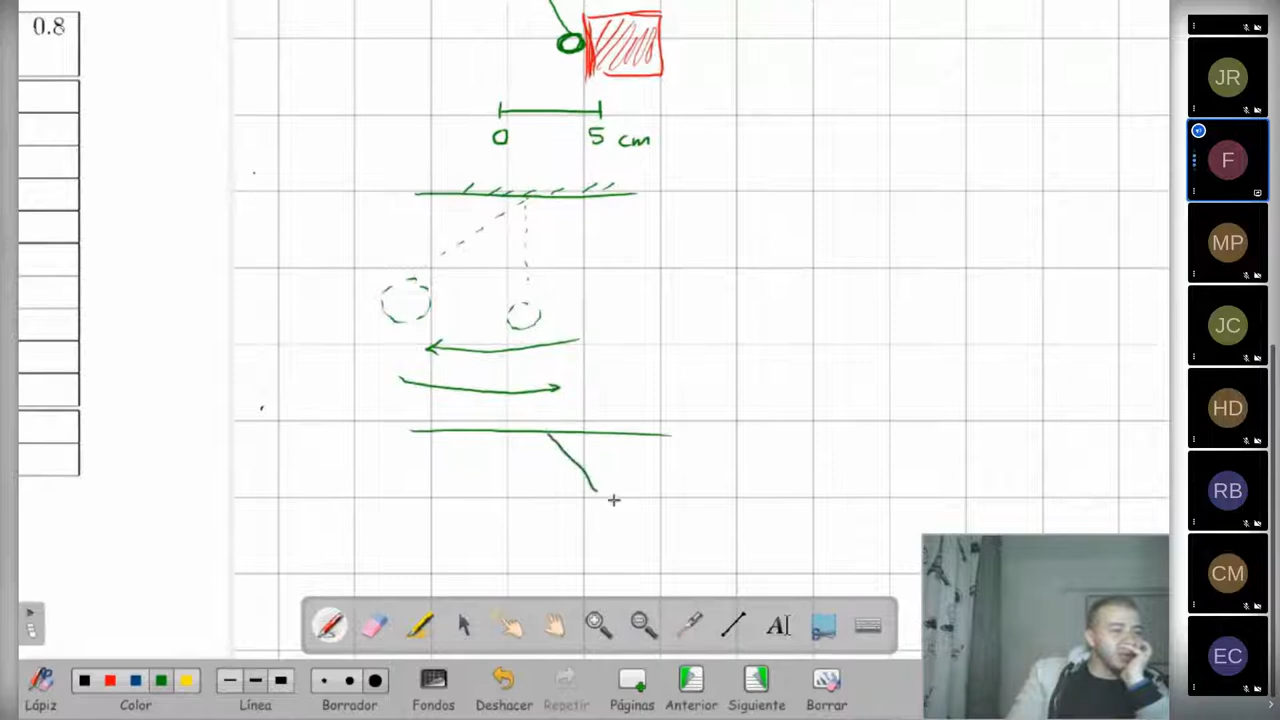 0.8
0 5 cm
JR
F
MP
JC
HD
RB
CM
EC
AI
Lápiz
Color
Línea
Borrador
Fondos
Deshacer
Repetir
Páginas
Anterior
Siguiente
Borrar